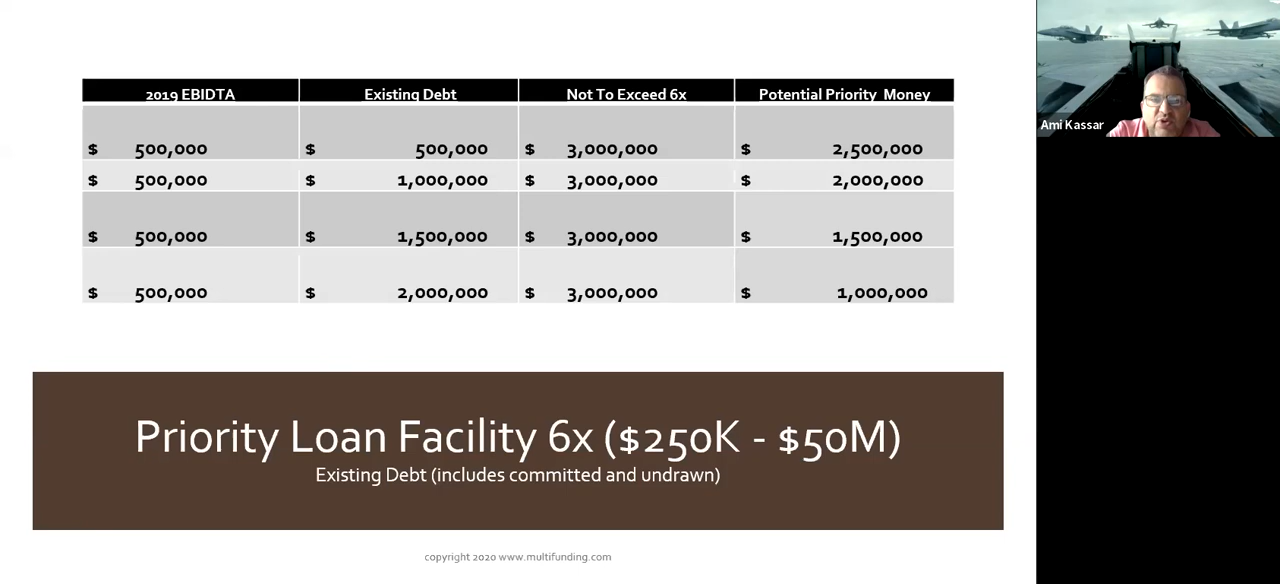 2019 EBIDTA Existing Debt Not To Exceed 6x Potential Priority Money
$ 500,000 $ 500,000 $ 3,000,000 $ 2,500,000
$ 500,000 $ 1,000,000 $ 3,000,000 $ 2,000,000
$ 500,000 $ 1,500,000 $ 3,000,000 $ 1,500,000
$ 500,000 $ 2,000,000 $ 3,000,000 $ 1,000,000
Priority Loan Facility 6x ($250K - $50M)
Existing Debt (includes committed and undrawn)
copyright 2020 www.multifunding.com
Ami Kassar